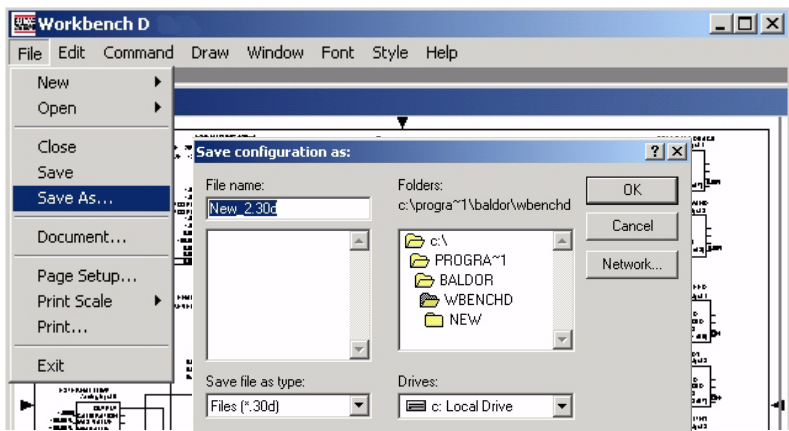 Workbench D
File Edit Command Draw Window Font Style Help
New
Open
Close
Save
Save As...
Document...
Page Setup...
Print Scale
Print...
Exit
Save configuration as:
File name:
New_2.30d
Save file as type:
Files (*.30d)
Folders:
c:\progra~1\baldor\wbenchd
c:\
PROGRA~1
BALDOR
WBENCHD
NEW
Drives:
c: Local Drive
OK
Cancel
Network...